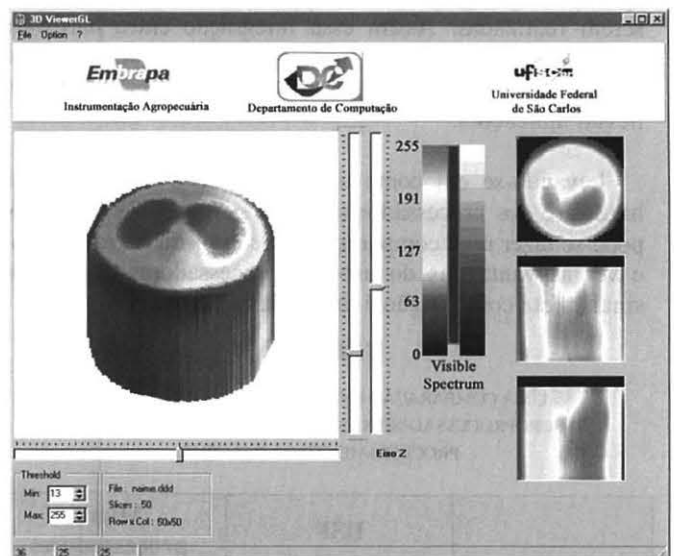 3D ViewerGL
File Option ?
Embrapa
Instrumentação Agropecuária
DC
Departamento de Computação
Universidade Federal
de São Carlos
255
191
127
63
0
Visible
Spectrum
Eixo Z
Threshold
Min: 13
Max: 255
File : name.ddd
Slices : 50
Row x Col : 50x50
36 25 25